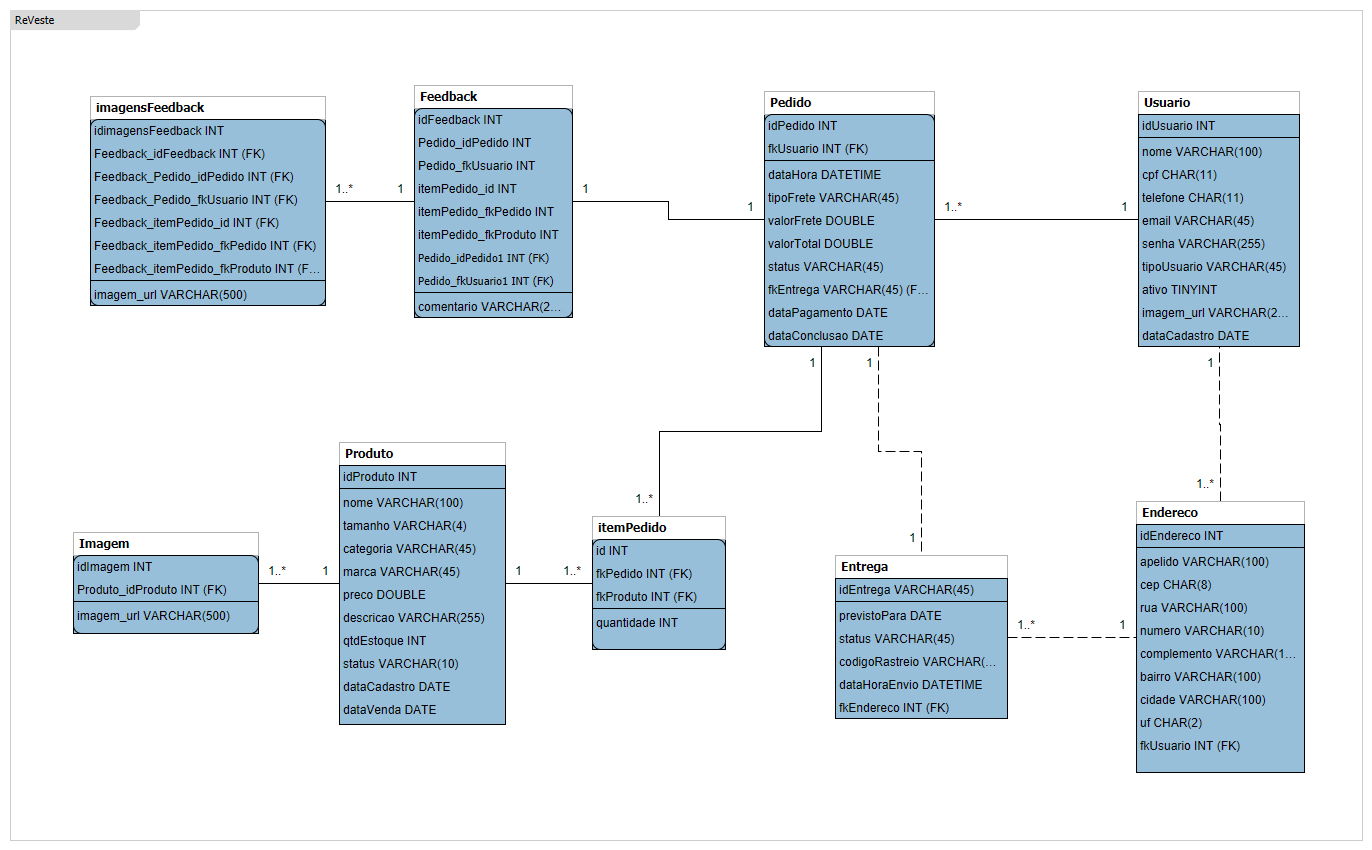 ReVeste
imagensFeedback
idimagensFeedback INT
Feedback_idFeedback INT (FK)
Feedback_Pedido_idPedido INT (FK)
Feedback_Pedido_fkUsuario INT (FK)
Feedback_itemPedido_id INT (FK)
Feedback_itemPedido_fkPedido INT (FK)
Feedback_itemPedido_fkProduto INT (F...
imagem_url VARCHAR(500)
1..*
1
Feedback
idFeedback INT
Pedido_idPedido INT
Pedido_fkUsuario INT
itemPedido_id INT
itemPedido_fkPedido INT
itemPedido_fkProduto INT
Pedido_idPedido1 INT (FK)
Pedido_fkUsuario1 INT (FK)
comentario VARCHAR(2...
1
1
Pedido
idPedido INT
fkUsuario INT (FK)
dataHora DATETIME
tipoFrete VARCHAR(45)
valorFrete DOUBLE
valorTotal DOUBLE
status VARCHAR(45)
fkEntrega VARCHAR(45) (F...
dataPagamento DATE
dataConclusao DATE
1..*
1
Usuario
idUsuario INT
nome VARCHAR(100)
cpf CHAR(11)
telefone CHAR(11)
email VARCHAR(45)
senha VARCHAR(255)
tipoUsuario VARCHAR(45)
ativo TINYINT
imagem_url VARCHAR(2...
dataCadastro DATE
1
1
1
1..*
1..*
1
Imagem
idImagem INT
Produto_idProduto INT (FK)
imagem_url VARCHAR(500)
1..*
1
Produto
idProduto INT
nome VARCHAR(100)
tamanho VARCHAR(4)
categoria VARCHAR(45)
marca VARCHAR(45)
preco DOUBLE
descricao VARCHAR(255)
qtdEstoque INT
status VARCHAR(10)
dataCadastro DATE
dataVenda DATE
1
1..*
itemPedido
id INT
fkPedido INT (FK)
fkProduto INT (FK)
quantidade INT
Entrega
idEntrega VARCHAR(45)
previstoPara DATE
status VARCHAR(45)
codigoRastreio VARCHAR(...
dataHoraEnvio DATETIME
fkEndereco INT (FK)
1..*
1
Endereco
idEndereco INT
apelido VARCHAR(100)
cep CHAR(8)
rua VARCHAR(100)
numero VARCHAR(10)
complemento VARCHAR(1...
bairro VARCHAR(100)
cidade VARCHAR(100)
uf CHAR(2)
fkUsuario INT (FK)